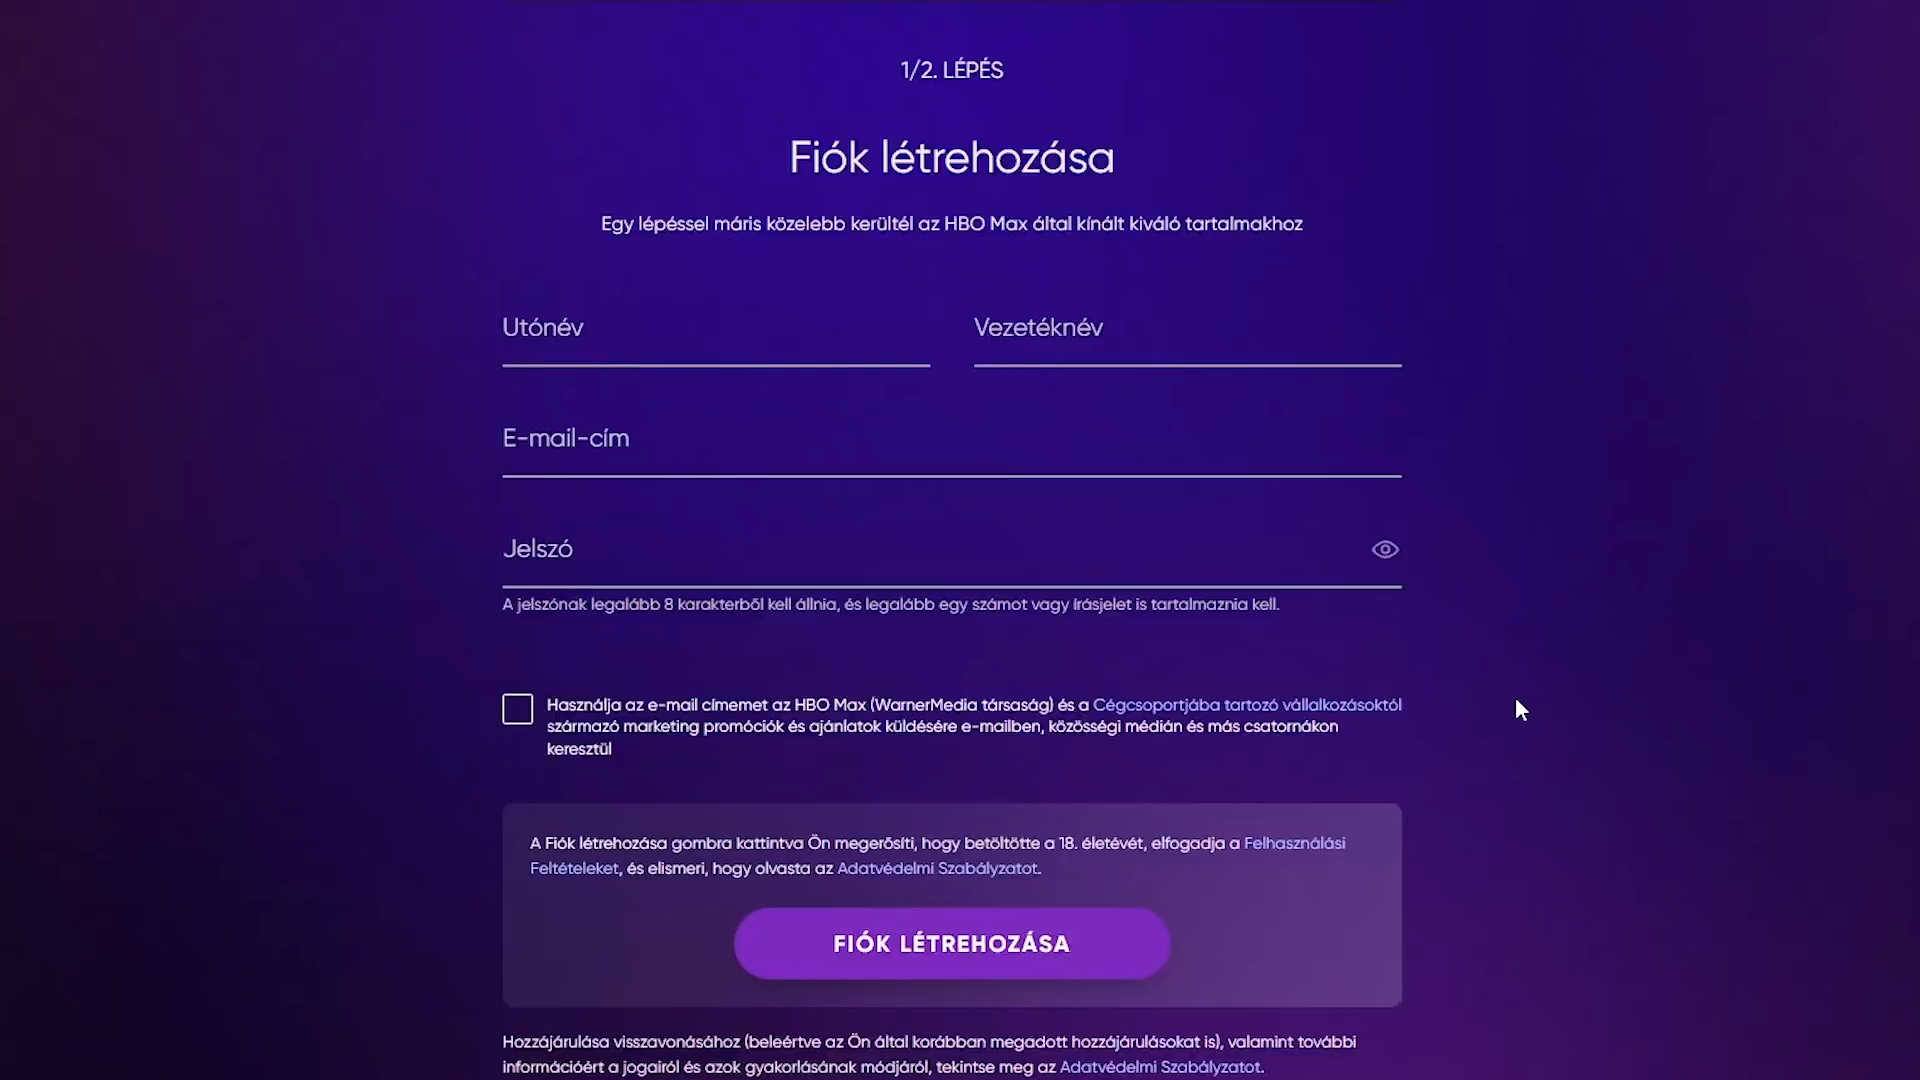 1/2. LÉPÉS
Fiók létrehozása
Egy lépéssel máris közelebb kerültél az HBO Max által kínált kiváló tartalmakhoz
Utónév
Vezetéknév
E-mail-cím
Jelszó
A jelszónak legalább 8 karakterből kell állnia, és legalább egy számot vagy írásjelet is tartalmaznia kell.
Használja az e-mail címemet az HBO Max (WarnerMedia társaság) és a Cégcsoportjába tartozó vállalkozásoktól
származó marketing promóciók és ajánlatok küldésére e-mailben, közösségi médián és más csatornákon
keresztül
A Fiók létrehozása gombra kattintva Ön megerősíti, hogy betöltötte a 18. életévét, elfogadja a Felhasználási
Feltételeket, és elismeri, hogy olvasta az Adatvédelmi Szabályzatot.
FIÓK LÉTREHOZÁSA
Hozzájárulása visszavonásához (beleértve az Ön által korábban megadott hozzájárulásokat is), valamint további
információért a jogairól és azok gyakorlásának módjáról, tekintse meg az Adatvédelmi Szabályzatot.